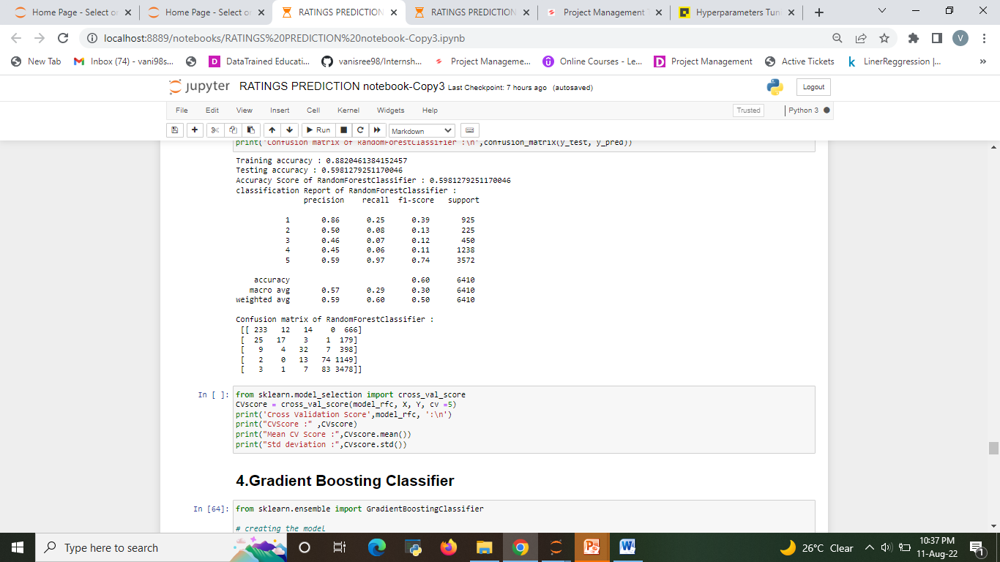 Home Page - Select or
Home Page - Select or
RATINGS PREDICTION
RATINGS PREDICTION
Project Management T
Hyperparameters Tuni
localhost:8889/notebooks/RATINGS%20PREDICTION%20notebook-Copy3.ipynb
V
New Tab
Inbox (74) - vani98s...
DataTrained Educati...
vanisree98/Internsh...
Project Manageme...
Online Courses - Le...
Project Management
Active Tickets
LinerReggression |...
jupyter RATINGS PREDICTION notebook-Copy3 Last Checkpoint: 7 hours ago (autosaved)
Logout
File Edit View Insert Cell Kernel Widgets Help
Trusted
Python 3
Run
Markdown
print('Confusion matrix of RandomForestClassifier :\n',confusion_matrix(y_test, y_pred))
Training accuracy : 0.8820461384152457
Testing accuracy : 0.5981279251170046
Accuracy Score of RandomForestClassifier : 0.5981279251170046
classification Report of RandomForestClassifier :
precision recall f1-score support
1 0.86 0.25 0.39 925
2 0.50 0.08 0.13 225
3 0.46 0.07 0.12 450
4 0.45 0.06 0.11 1238
5 0.59 0.97 0.74 3572
accuracy 0.60 6410
macro avg 0.57 0.29 0.30 6410
weighted avg 0.59 0.60 0.50 6410
Confusion matrix of RandomForestClassifier :
[[ 233 12 14 0 666]
[ 25 17 3 1 179]
[ 9 4 32 7 398]
[ 2 0 13 74 1149]
[ 3 1 7 83 3478]]
In [ ]: from sklearn.model_selection import cross_val_score
CVscore = cross_val_score(model_rfc, X, Y, cv =5)
print('Cross Validation Score',model_rfc, ':\n')
print("CVScore :" ,CVscore)
print("Mean CV Score :",CVscore.mean())
print("Std deviation :",CVscore.std())
4.Gradient Boosting Classifier
In [64]: from sklearn.ensemble import GradientBoostingClassifier
# creating the model
Type here to search
26°C Clear
10:37 PM
11-Aug-22
1